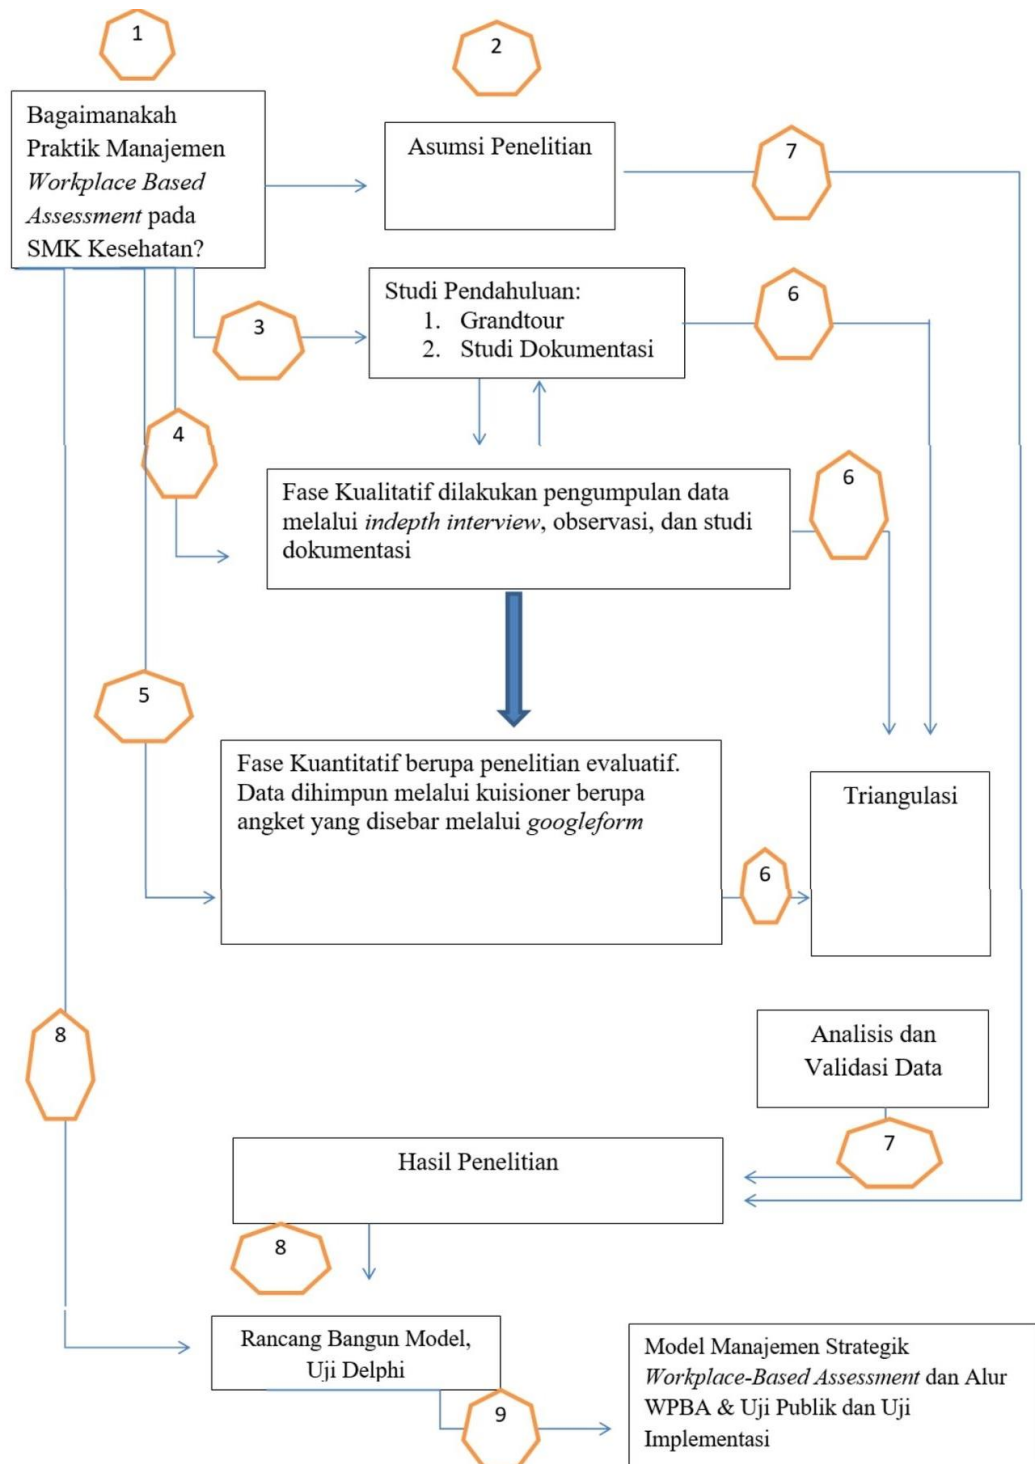 1
2
Bagaimanakah
Praktik Manajemen
Workplace Based
Assessment pada
SMK Kesehatan?
Asumsi Penelitian
7
Studi Pendahuluan:
1. Grandtour
2. Studi Dokumentasi
3
6
4
Fase Kualitatif dilakukan pengumpulan data
melalui indepth interview, observasi, dan studi
dokumentasi
6
5
Fase Kuantitatif berupa penelitian evaluatif.
Data dihimpun melalui kuisioner berupa
angket yang disebar melalui googleform
6
Triangulasi
8
Analisis dan
Validasi Data
7
Hasil Penelitian
8
Rancang Bangun Model,
Uji Delphi
9
Model Manajemen Strategik
Workplace-Based Assessment dan Alur
WPBA & Uji Publik dan Uji
Implementasi